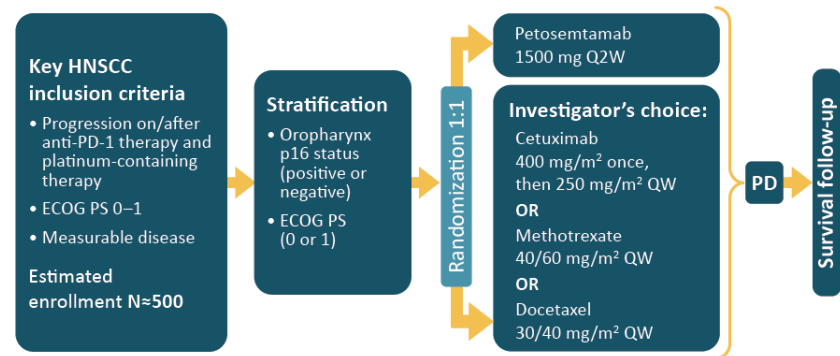 Key HNSCC
inclusion criteria
• Progression on/after
anti-PD-1 therapy and
platinum-containing
therapy
• ECOG PS 0–1
• Measurable disease
Estimated
enrollment N≈500
Stratification
• Oropharynx
p16 status
(positive or
negative)
• ECOG PS
(0 or 1)
Randomization 1:1
Petosemtamab
1500 mg Q2W
Investigator’s choice:
Cetuximab
400 mg/m² once,
then 250 mg/m² QW
OR
Methotrexate
40/60 mg/m² QW
OR
Docetaxel
30/40 mg/m² QW
PD
Survival follow-up